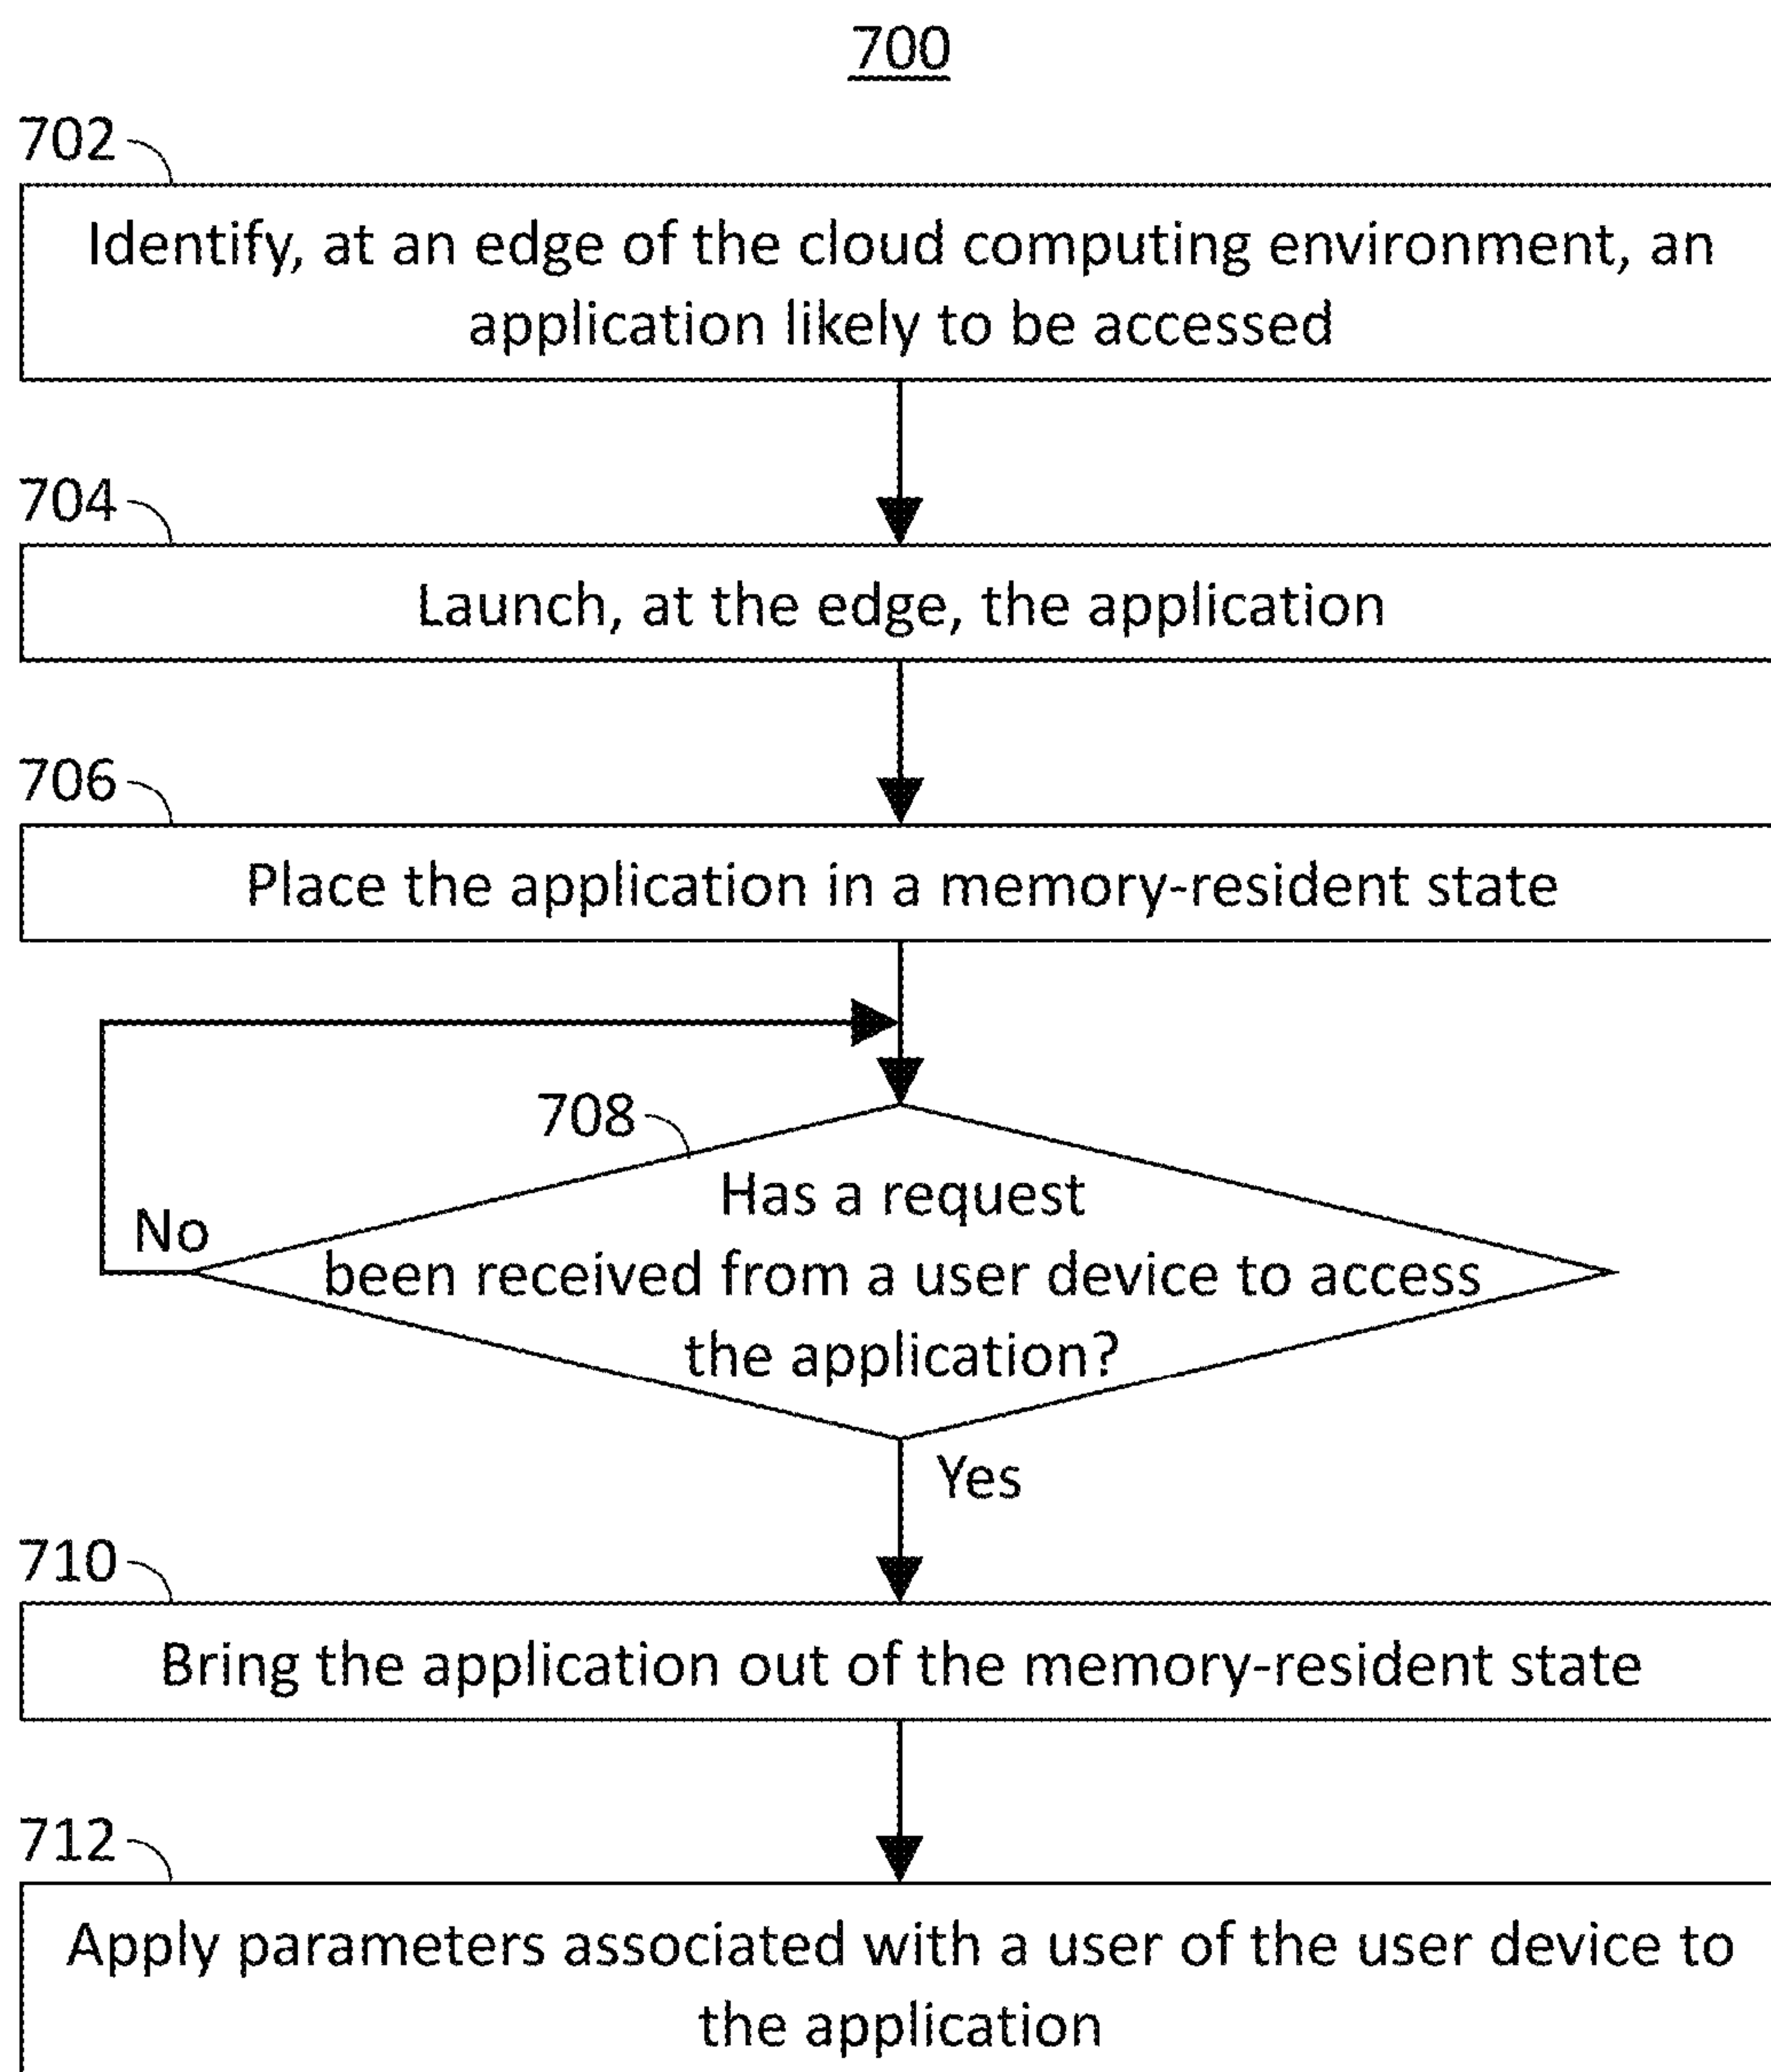 700
702
Identify, at an edge of the cloud computing environment, an
application likely to be accessed
704
Launch, at the edge, the application
706
Place the application in a memory-resident state
708
Has a request
been received from a user device to access
the application?
No
Yes
710
Bring the application out of the memory-resident state
712
Apply parameters associated with a user of the user device to
the application